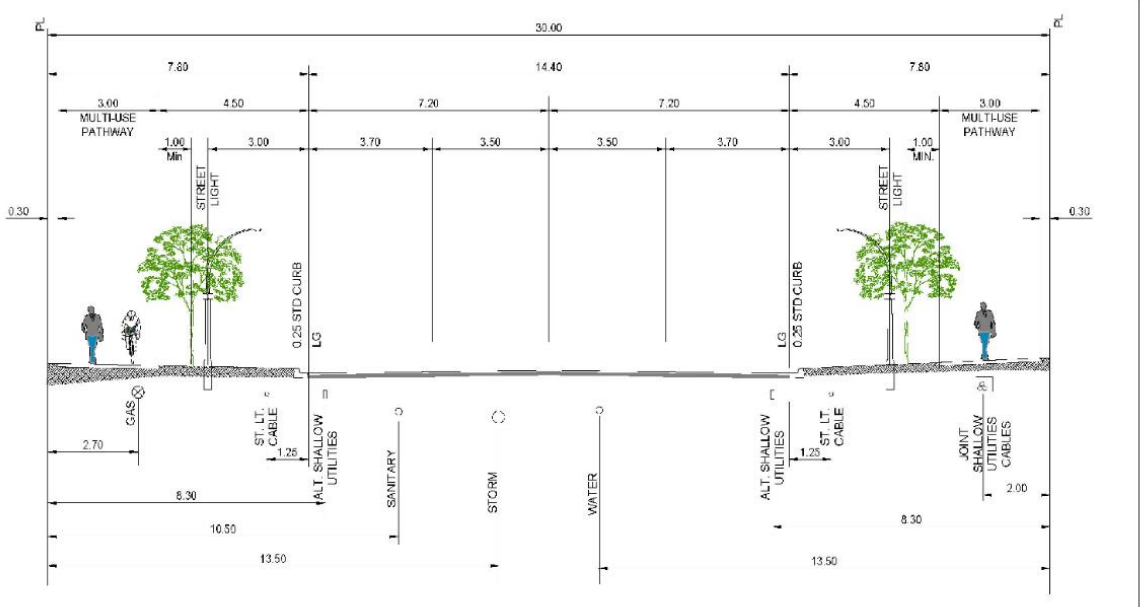 PL
PL
30.00
7.80
14.40
7.80
3.00
4.50
7.20
7.20
4.50
3.00
MULTI-USE
PATHWAY
MULTI-USE
PATHWAY
1.00
Min
3.00
3.70
3.50
3.50
3.70
3.00
1.00
MIN.
STREET
LIGHT
STREET
LIGHT
0.30
0.30
0.25 STD CURB
LG
LG
0.25 STD CURB
GAS
ST. LT.
CABLE
ALT. SHALLOW
UTILITIES
SANITARY
STORM
WATER
ALT. SHALLOW
UTILITIES
ST. LT.
CABLE
JOINT
SHALLOW
UTILITIES
CABLES
2.70
1.25
1.25
2.00
8.30
8.30
10.50
13.50
13.50